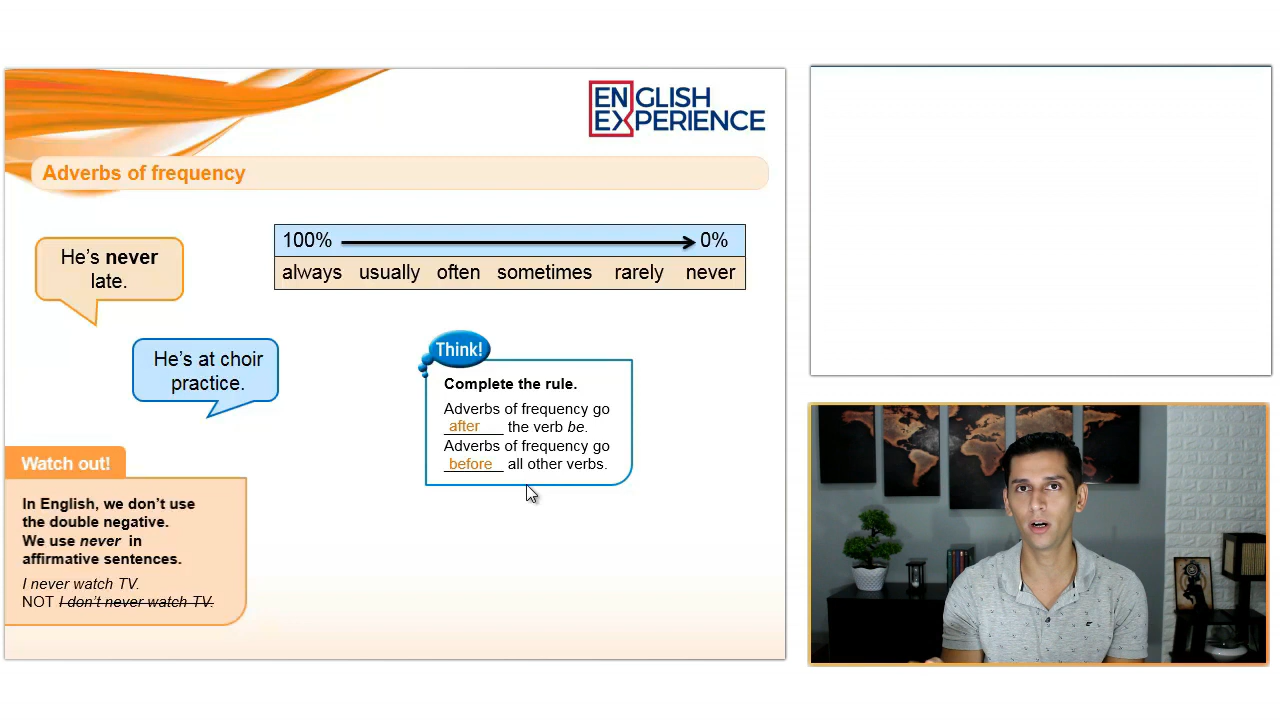 ENGLISH
EXPERIENCE
Adverbs of frequency
100% 0%
always usually often sometimes rarely never
He's never
late.
He's at choir
practice.
Think!
Complete the rule.
Adverbs of frequency go
after the verb be.
Adverbs of frequency go
before all other verbs.
Watch out!
In English, we don't use
the double negative.
We use never in
affirmative sentences.
I never watch TV.
NOT I don't never watch TV.